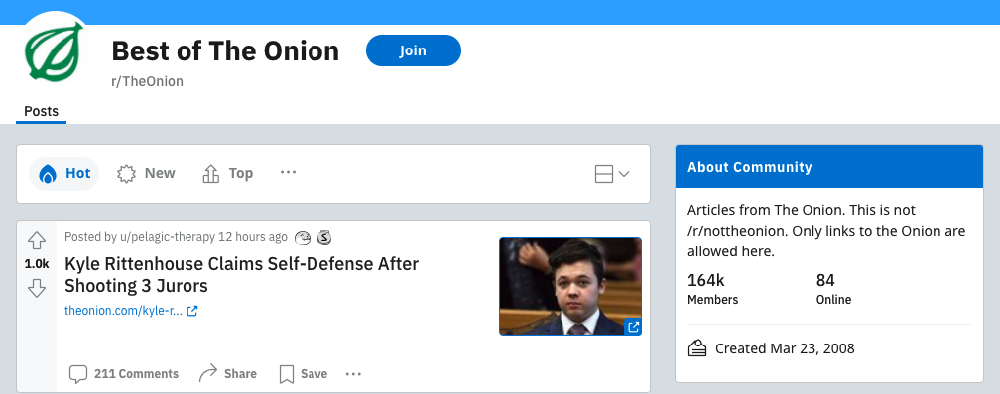 Best of The Onion
Join
r/TheOnion
Posts
Hot
New
Top
...
About Community
Articles from The Onion. This is not
/r/nottheonion. Only links to the Onion are
allowed here.
164k
84
Members
Online
Created Mar 23, 2008
Posted by u/pelagic-therapy 12 hours ago
1.0k
Kyle Rittenhouse Claims Self-Defense After
Shooting 3 Jurors
theonion.com/kyle-r...
211 Comments
Share
Save
...